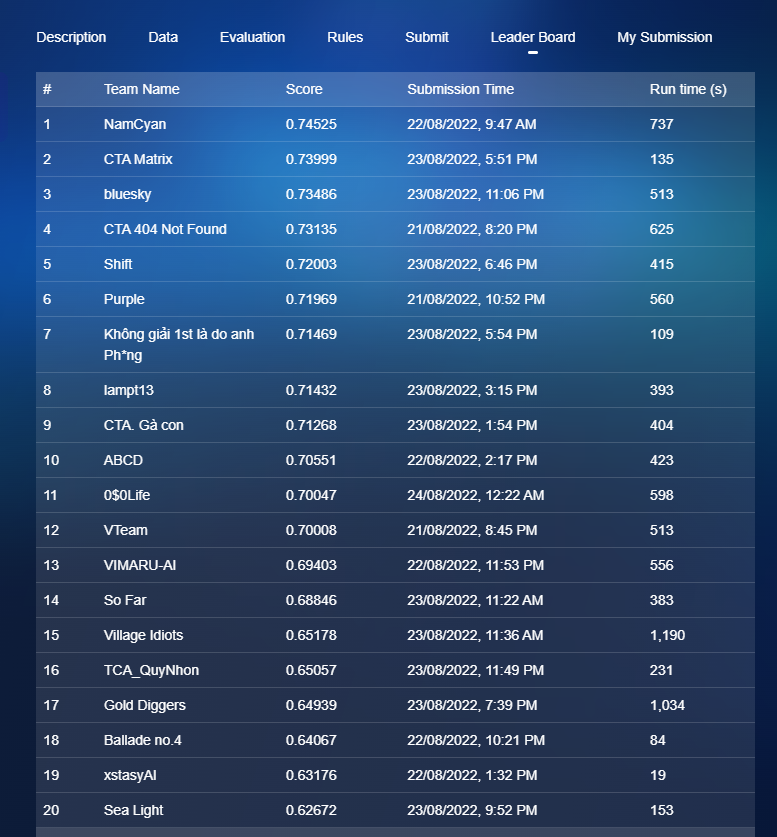 Description Data Evaluation Rules Submit Leader Board My Submission
# Team Name Score Submission Time Run time (s)
1 NamCyan 0.74525 22/08/2022, 9:47 AM 737
2 CTA Matrix 0.73999 23/08/2022, 5:51 PM 135
3 bluesky 0.73486 23/08/2022, 11:06 PM 513
4 CTA 404 Not Found 0.73135 21/08/2022, 8:20 PM 625
5 Shift 0.72003 23/08/2022, 6:46 PM 415
6 Purple 0.71969 21/08/2022, 10:52 PM 560
7 Không giải 1st là do anh 0.71469 23/08/2022, 5:54 PM 109
Ph*ng
8 lampt13 0.71432 23/08/2022, 3:15 PM 393
9 CTA. Gà con 0.71268 23/08/2022, 1:54 PM 404
10 ABCD 0.70551 22/08/2022, 2:17 PM 423
11 0$0Life 0.70047 24/08/2022, 12:22 AM 598
12 VTeam 0.70008 21/08/2022, 8:45 PM 513
13 VIMARU-AI 0.69403 22/08/2022, 11:53 PM 556
14 So Far 0.68846 23/08/2022, 11:22 AM 383
15 Village Idiots 0.65178 23/08/2022, 11:36 AM 1,190
16 TCA_QuyNhon 0.65057 23/08/2022, 11:49 PM 231
17 Gold Diggers 0.64939 23/08/2022, 7:39 PM 1,034
18 Ballade no.4 0.64067 22/08/2022, 10:21 PM 84
19 xstasyAI 0.63176 22/08/2022, 1:32 PM 19
20 Sea Light 0.62672 23/08/2022, 9:52 PM 153